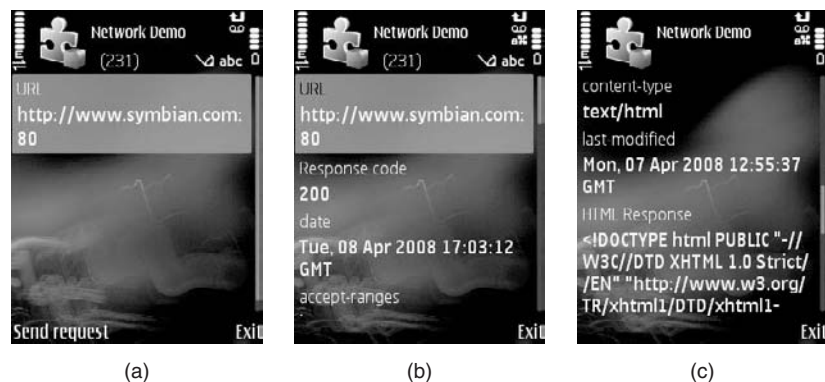 Network Demo
(231)
abc
URL
http://www.symbian.com:
80
Send request
Exit
(a)
Network Demo
(231)
abc
URL
http://www.symbian.com:
80
Response code
200
date
Tue, 08 Apr 2008 17:03:12
GMT
accept-ranges
Exit
(b)
Network Demo
content-type
text/html
last-modified
Mon, 07 Apr 2008 12:55:37
GMT
HTML Response
<!DOCTYPE html PUBLIC "-//
W3C//DTD XHTML 1.0 Strict/
/EN" "http://www.w3.org/
TR/xhtml1/DTD/xhtml1-
Exit
(c)